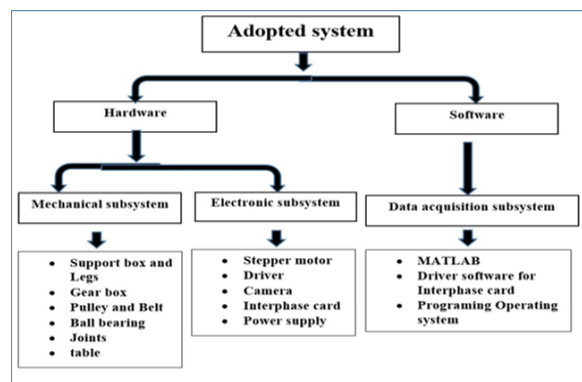 Adopted system
Hardware
Software
Mechanical subsystem
Electronic subsystem
Data acquisition subsystem
• Support box and
Legs
• Gear box
• Pulley and Belt
• Ball bearing
• Joints
• table
• Stepper motor
• Driver
• Camera
• Interphase card
• Power supply
• MATLAB
• Driver software for
Interphase card
• Programing Operating
system